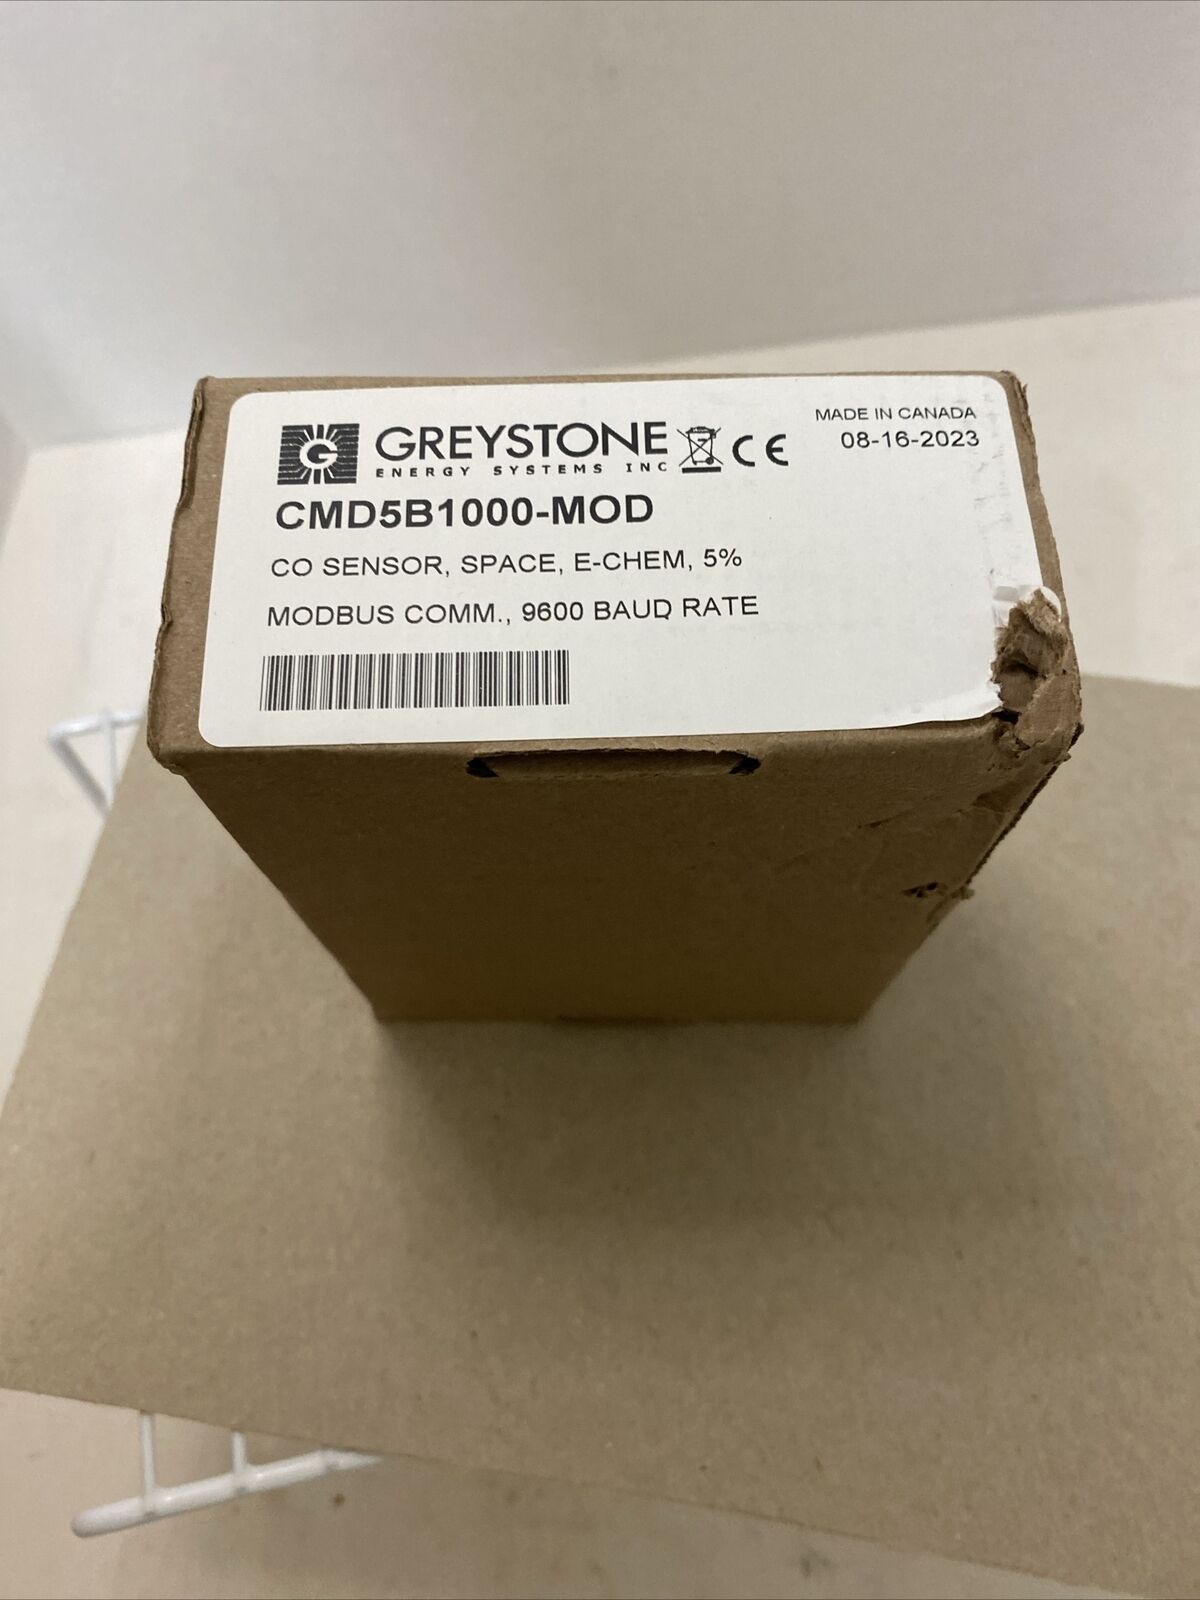 G
GREYSTONE
ENERGY SYSTEMS INC
CE
MADE IN CANADA
08-16-2023
CMD5B1000-MOD
CO SENSOR, SPACE, E-CHEM, 5%
MODBUS COMM., 9600 BAUD RATE